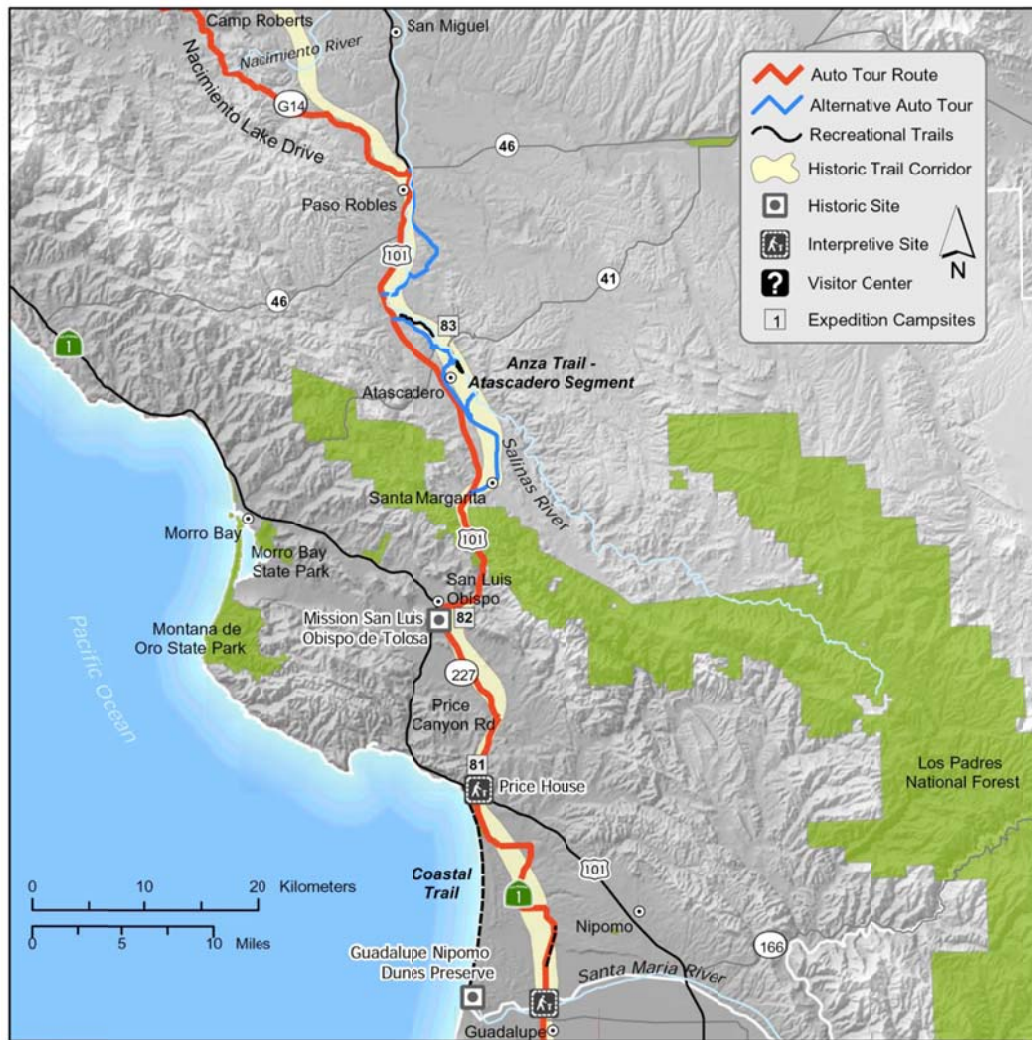 Camp Roberts
San Miguel
Nacimiento River
Nacimiento Lake Drive
G14
46
Paso Robles
101
46
41
1
83
Anza Trail -
Atascadero Segment
Atascadero
Salinas River
Santa Margarita
101
Morro Bay
Morro Bay
State Park
San Luis
Obispo
Mission San Luis
Obispo de Tolosa
82
Montana de
Oro State Park
227
Price
Canyon Rd
Pacific Ocean
81
Price House
Los Padres
National Forest
Coastal
Trail
1
101
0 10 20 Kilometers
0 5 10 Miles
Nipomo
166
Guadalupe Nipomo
Dunes Preserve
Santa Maria River
Guadalupe
Auto Tour Route
Alternative Auto Tour
Recreational Trails
Historic Trail Corridor
Historic Site
Interpretive Site
? Visitor Center
1 Expedition Campsites
N